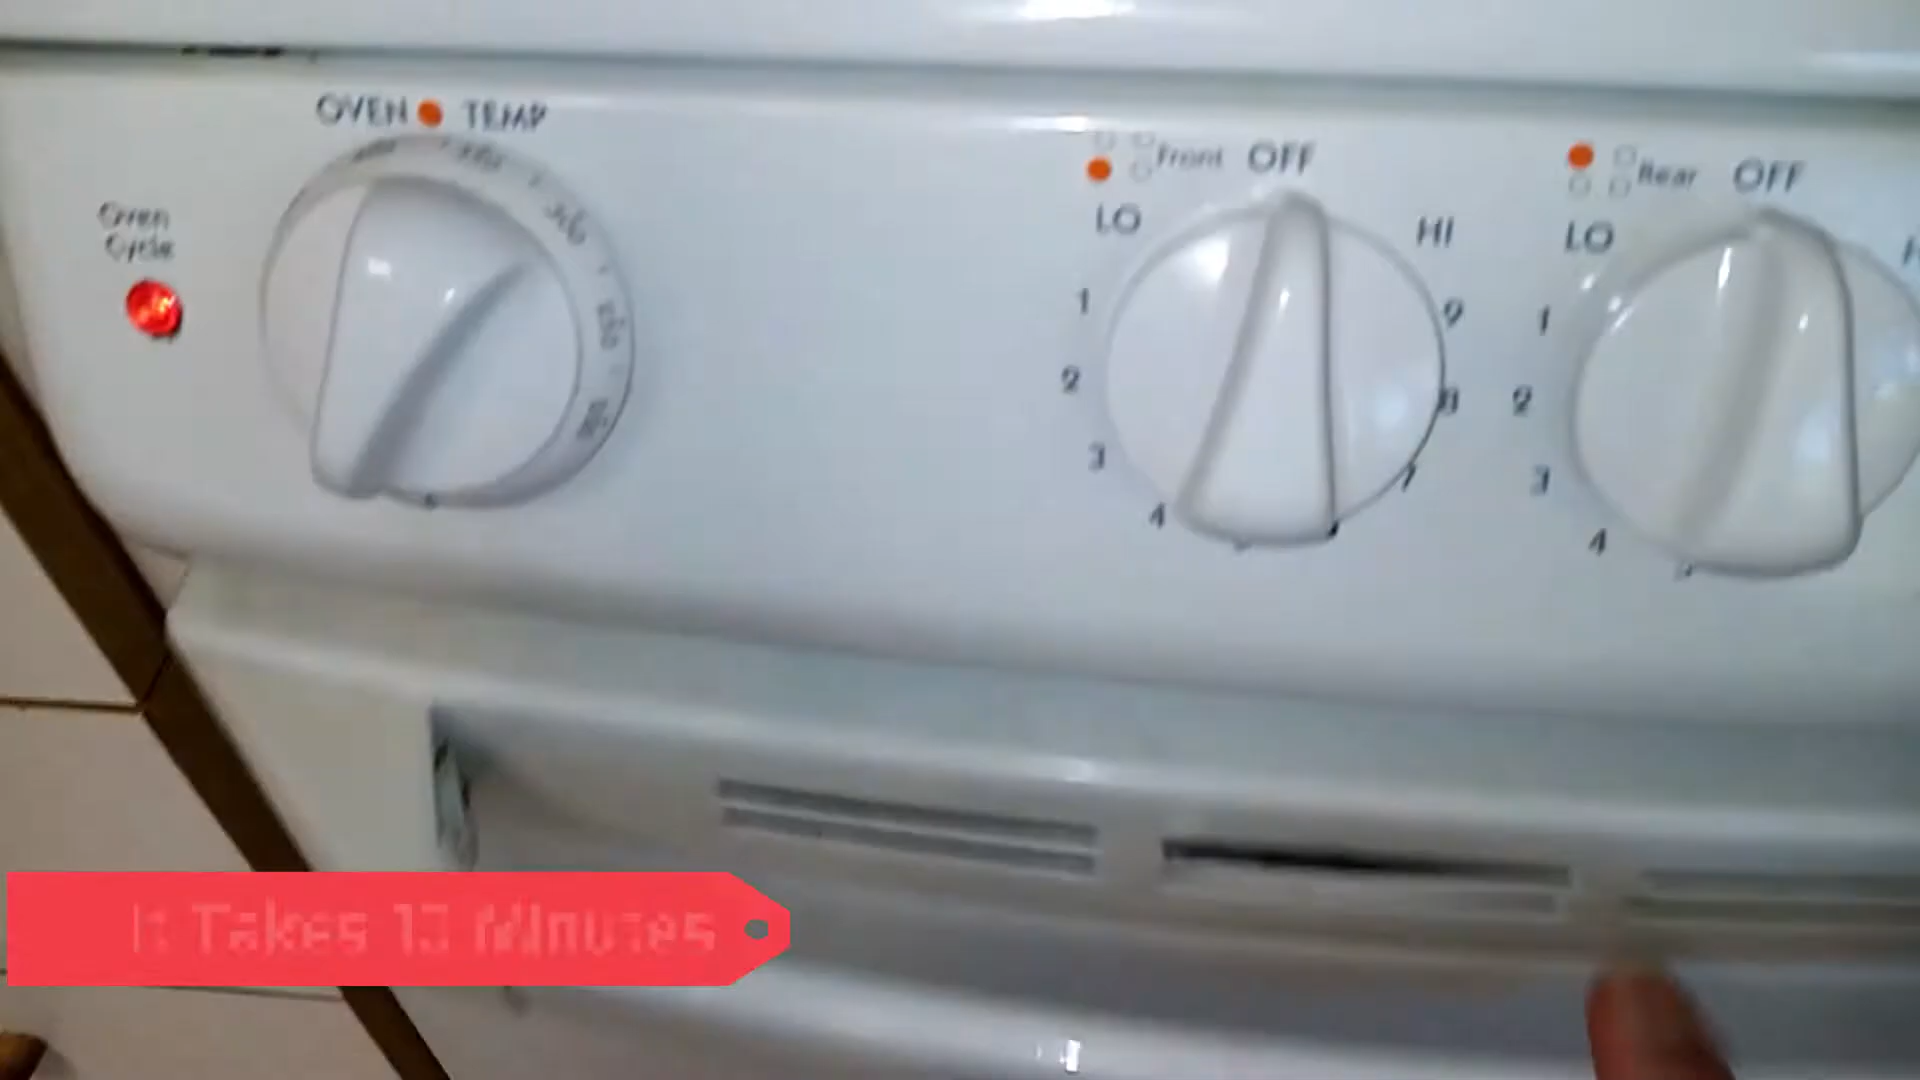 OVEN TEMP
Oven
Cycle
Front OFF
LO
HI
1
2
3
4
7
8
9
Rear OFF
LO
1
2
3
4
It Takes Minutes